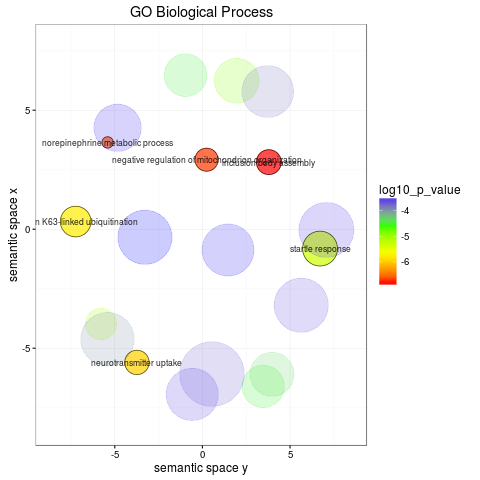 GO Biological Process
log10_p_value
-4
-5
-6
5
0
-5
semantic space x
norepinephrine metabolic process
negative regulation of mitochondrion organization
inclusion body assembly
n K63-linked ubiquitination
startle response
neurotransmitter uptake
-5
0
5
semantic space y